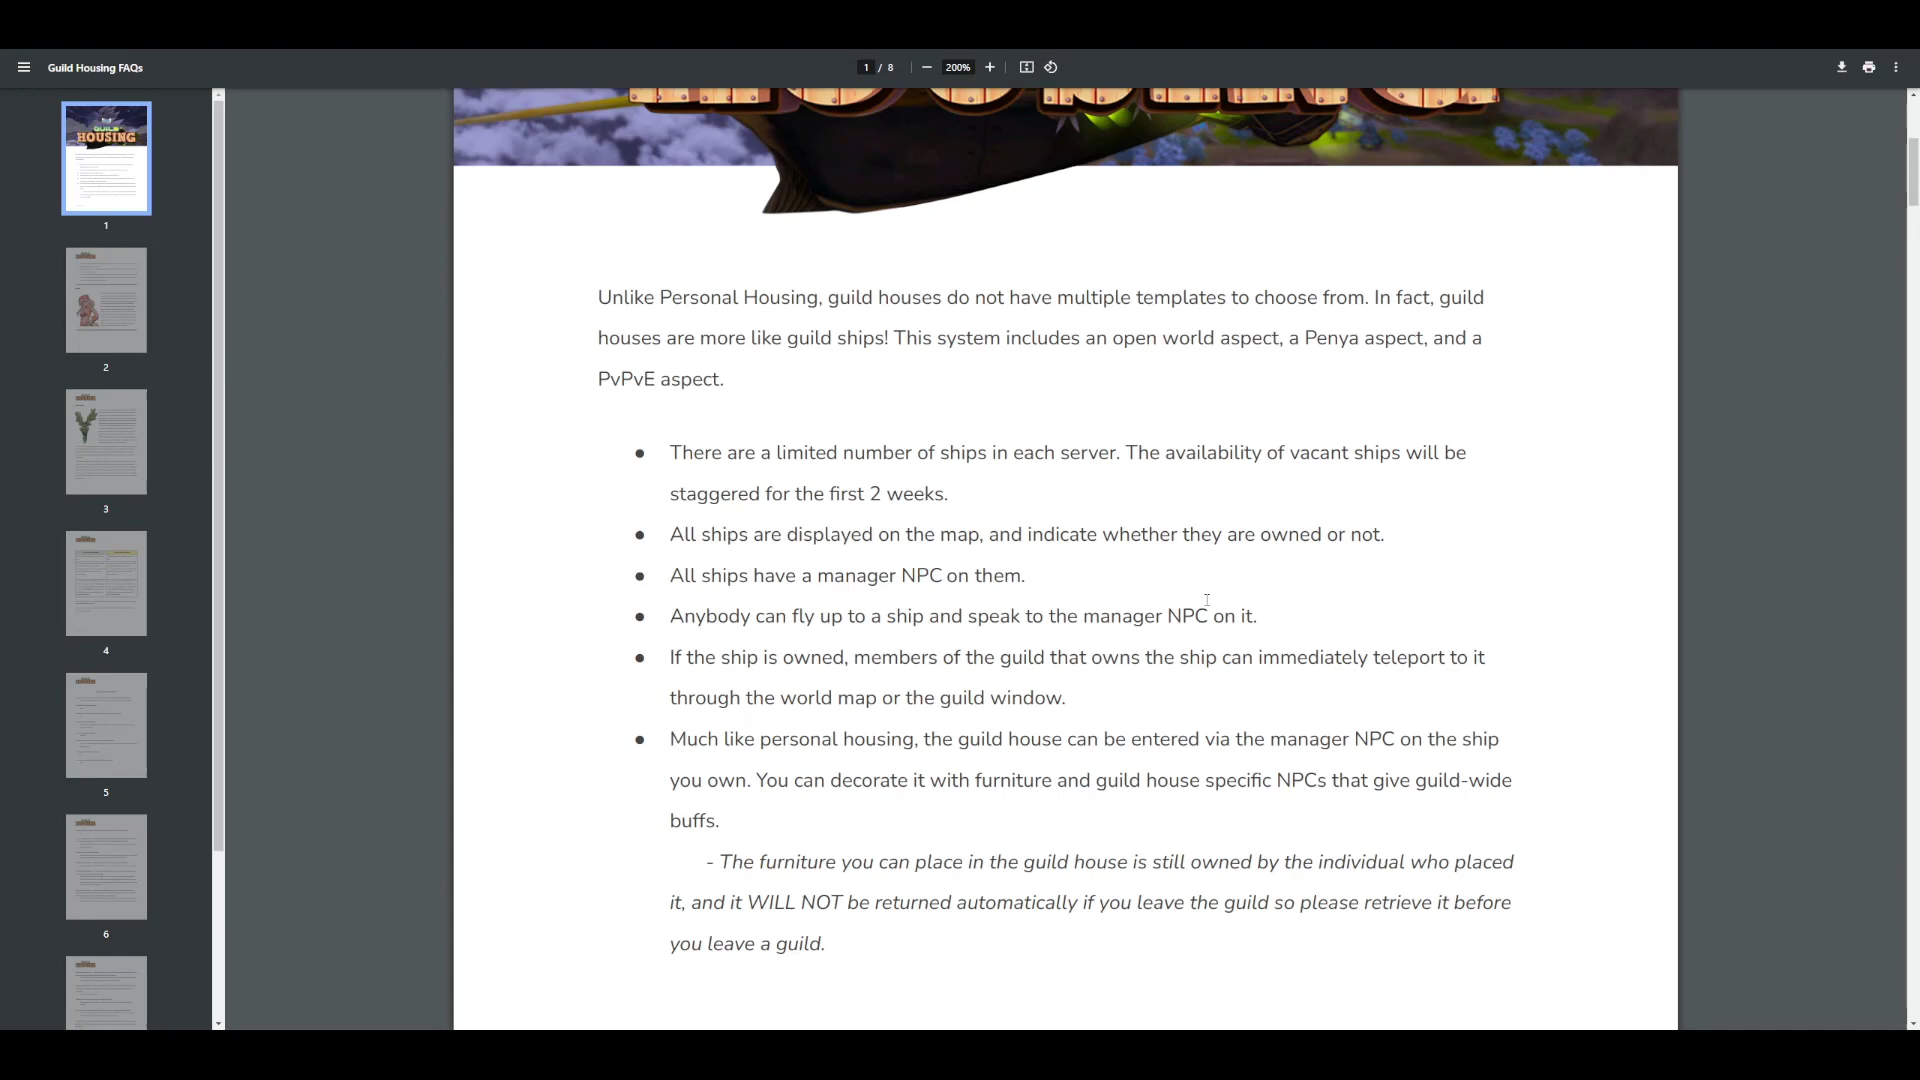 Guild Housing FAQs
1 / 8
200%
GUILD
HOUSING
1
2
3
4
5
6
Unlike Personal Housing, guild houses do not have multiple templates to choose from. In fact, guild
houses are more like guild ships! This system includes an open world aspect, a Penya aspect, and a
PvPvE aspect.
● There are a limited number of ships in each server. The availability of vacant ships will be
staggered for the first 2 weeks.
● All ships are displayed on the map, and indicate whether they are owned or not.
● All ships have a manager NPC on them.
● Anybody can fly up to a ship and speak to the manager NPC on it.
● If the ship is owned, members of the guild that owns the ship can immediately teleport to it
through the world map or the guild window.
● Much like personal housing, the guild house can be entered via the manager NPC on the ship
you own. You can decorate it with furniture and guild house specific NPCs that give guild-wide
buffs.
- The furniture you can place in the guild house is still owned by the individual who placed
it, and it WILL NOT be returned automatically if you leave the guild so please retrieve it before
you leave a guild.